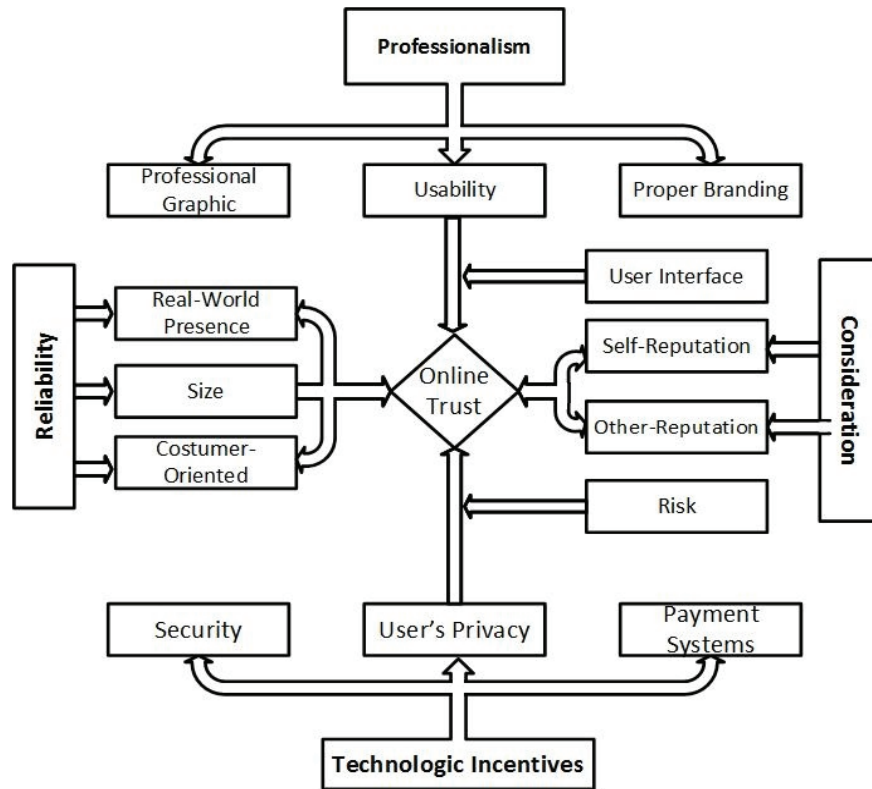 Professionalism
Professional
Graphic
Usability
Proper Branding
User Interface
Reliability
Real-World
Presence
Size
Costumer-
Oriented
Online
Trust
Self-Reputation
Other-Reputation
Consideration
Risk
Security
User’s Privacy
Payment
Systems
Technologic Incentives